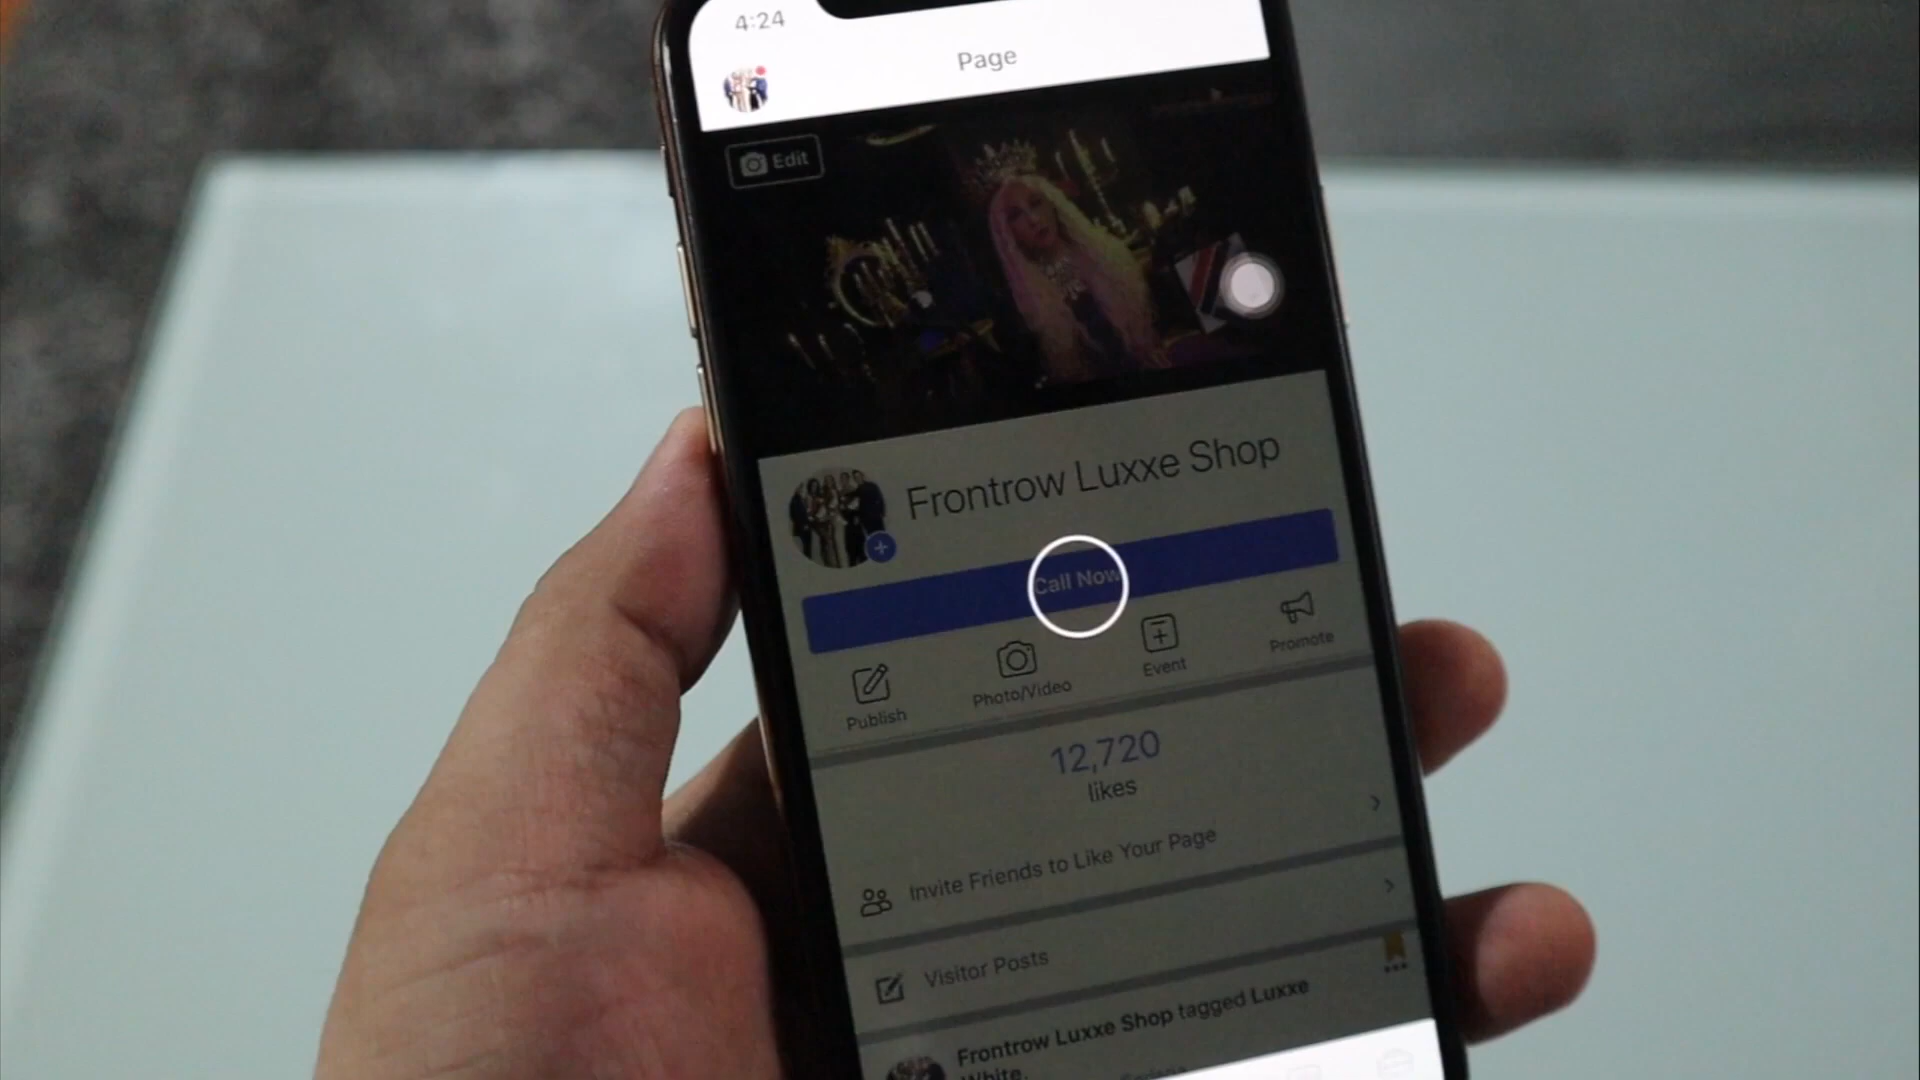 4:24
Page
Edit
Frontrow Luxxe Shop
Call Now
Publish
Photo/Video
Event
Promote
12,720
likes
Invite Friends to Like Your Page
Visitor Posts
Frontrow Luxxe Shop tagged Luxxe
White.